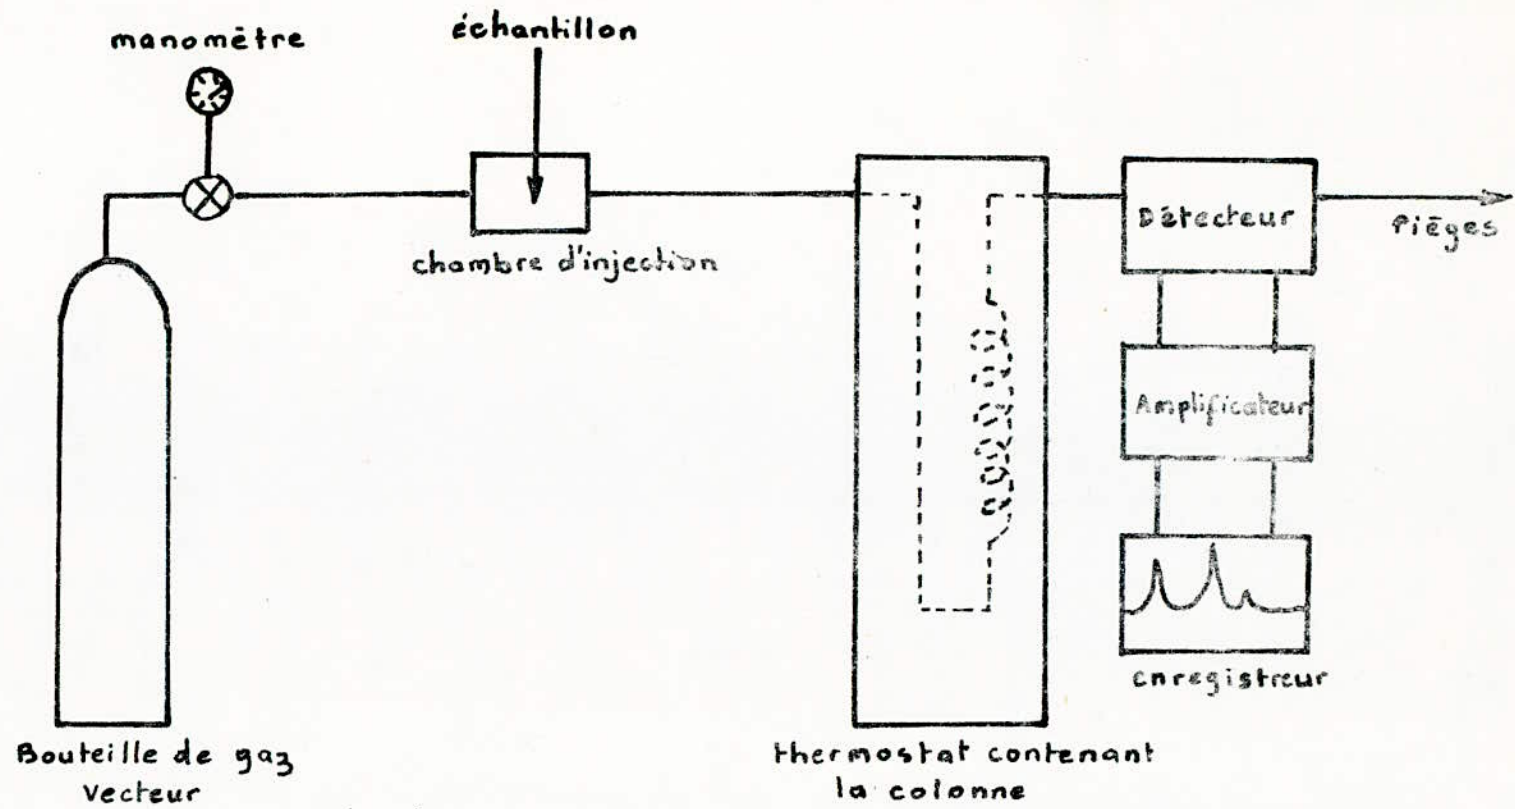 manomètre
échantillon
chambre d'injection
Détecteur
Pièges
Amplificateur
enregistreur
Bouteille de gaz
vecteur
thermostat contenant
la colonne